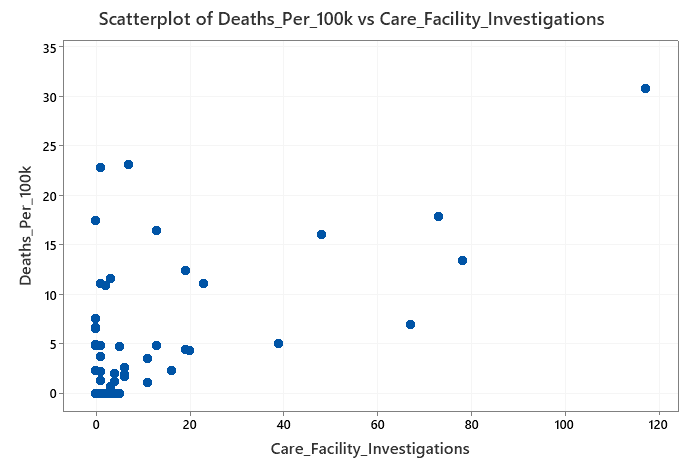 Scatterplot of Deaths_Per_100k vs Care_Facility_Investigations
35
30
25
20
15
10
5
0
Deaths_Per_100k
0 20 40 60 80 100 120
Care_Facility_Investigations